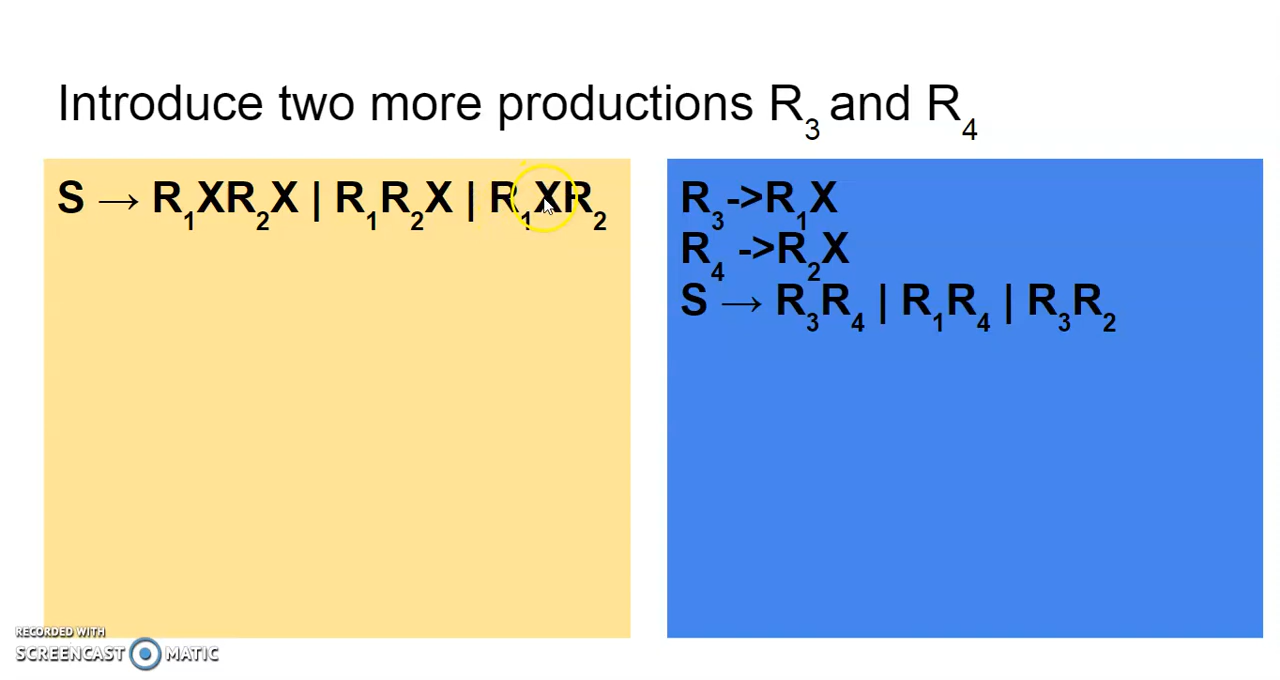 Introduce two more productions R₃ and R₄
S → R₁XR₂X | R₁R₂X | R₁XR₂
R₃->R₁X
R₄ ->R₂X
S → R₃R₄ | R₁R₄ | R₃R₂
RECORDED WITH
SCREENCAST MATIC